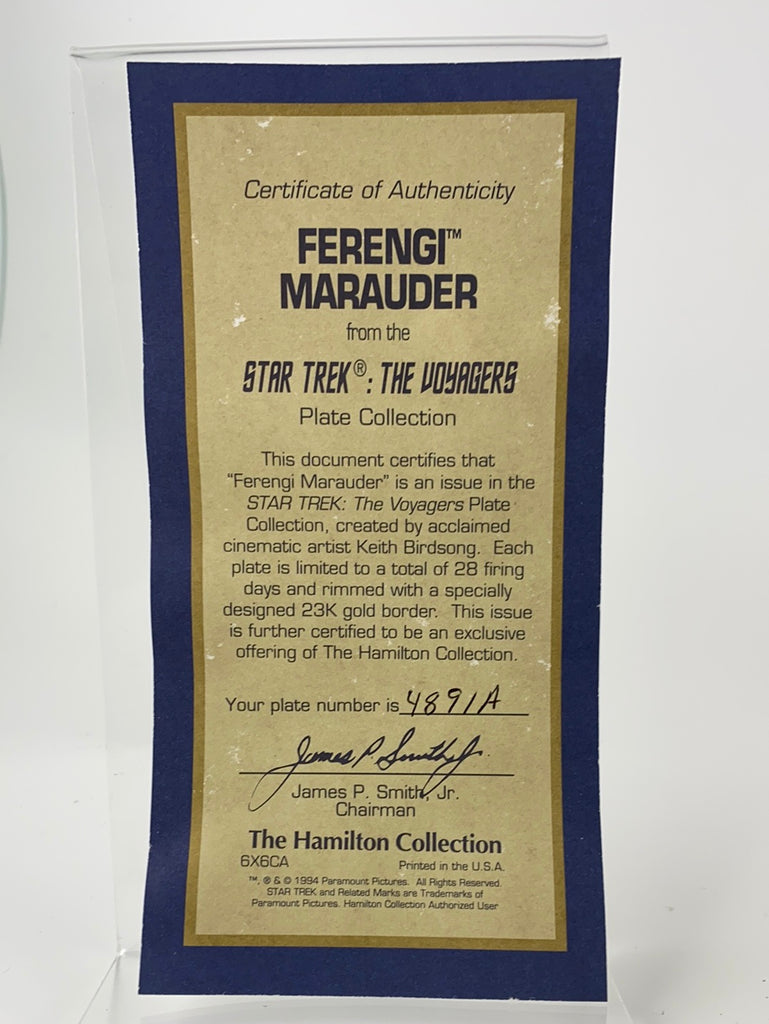 Certificate of Authenticity
FERENGI™
MARAUDER
from the
STAR TREK®: THE VOYAGERS
Plate Collection
This document certifies that
“Ferengi Marauder” is an issue in the
STAR TREK: The Voyagers Plate
Collection, created by acclaimed
cinematic artist Keith Birdsong. Each
plate is limited to a total of 28 firing
days and rimmed with a specially
designed 23K gold border. This issue
is further certified to be an exclusive
offering of The Hamilton Collection.
Your plate number is 4891A
James P. Smith Jr.
James P. Smith, Jr.
Chairman
The Hamilton Collection
6X6CA Printed in the U.S.A.
™, ® & © 1994 Paramount Pictures. All Rights Reserved.
STAR TREK and Related Marks are Trademarks of
Paramount Pictures. Hamilton Collection Authorized User